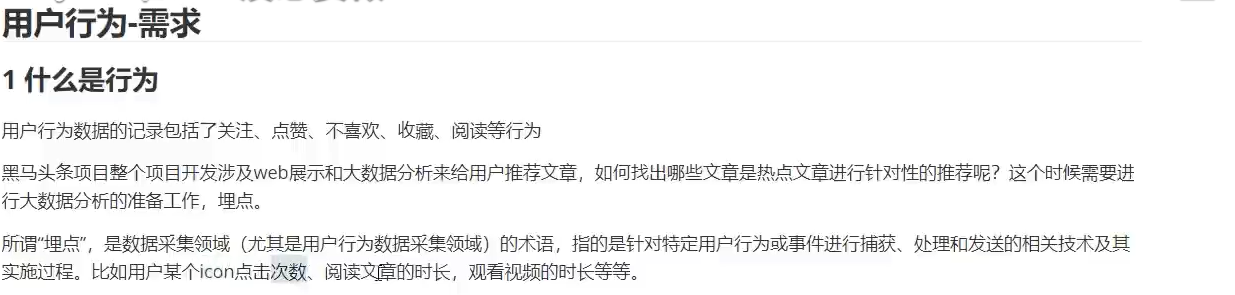 用户行为-需求
1 什么是行为
用户行为数据的记录包括了关注、点赞、不喜欢、收藏、阅读等行为
黑马头条项目整个项目开发涉及web展示和大数据分析来给用户推荐文章，如何找出哪些文章是热点文章进行针对性的推荐呢？这个时候需要进
行大数据分析的准备工作，埋点。
所谓“埋点”，是数据采集领域（尤其是用户行为数据采集领域）的术语，指的是针对特定用户行为或事件进行捕获、处理和发送的相关技术及其
实施过程。比如用户某个icon点击次数、阅读文章的时长，观看视频的时长等等。